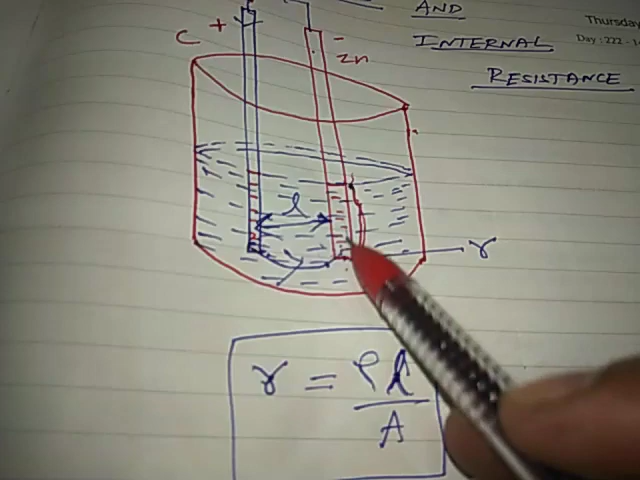 AND
INTERNAL
RESISTANCE
Thursday
Day : 222 - 1
C +
-
Zn
l
r
r = ρl
A